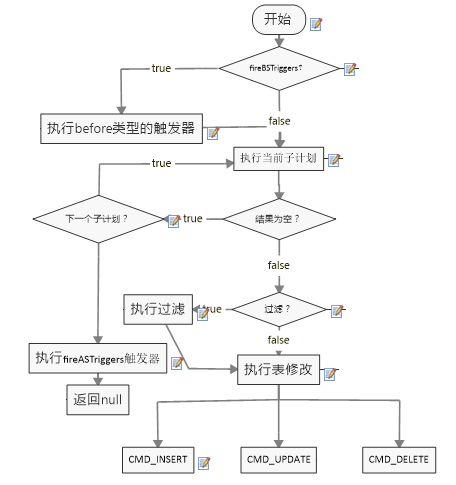 开始
fireBSTriggers?
true
执行before类型的触发器
false
执行当前子计划
true
下一个子计划？
true
结果为空？
false
执行过滤
true
过滤？
false
执行fireASTriggers触发器
执行表修改
返回null
CMD_INSERT
CMD_UPDATE
CMD_DELETE